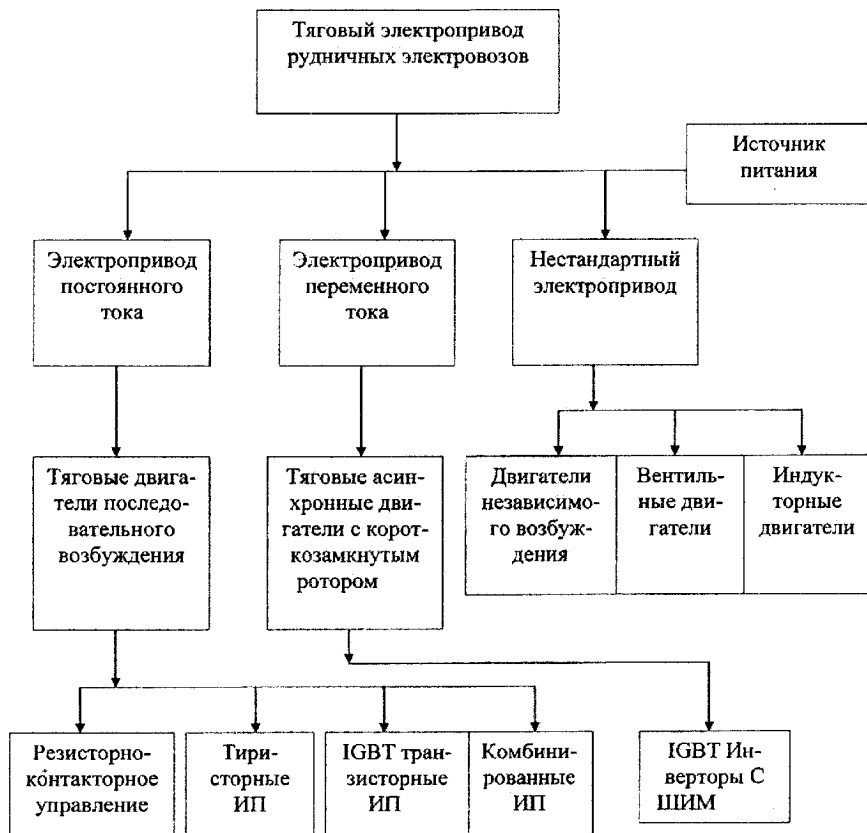 Тяговый электропривод
рудничных электровозов
Источник
питания
Электропривод
постоянного
тока
Электропривод
переменного
тока
Нестандартный
электропривод
Тяговые двига-
тели последо-
вательного
возбуждения
Тяговые асин-
хронные дви-
гатели с корот-
козамкнутым
ротором
Двигатели
независимо-
го возбуж-
дения
Вентиль-
ные дви-
гатели
Индук-
торные
двигатели
Резисторно-
контакторное
управление
Тири-
сторные
ИП
IGBT тран-
зисторные
ИП
Комбини-
рованные
ИП
IGBT Ин-
верторы С
ШИМ